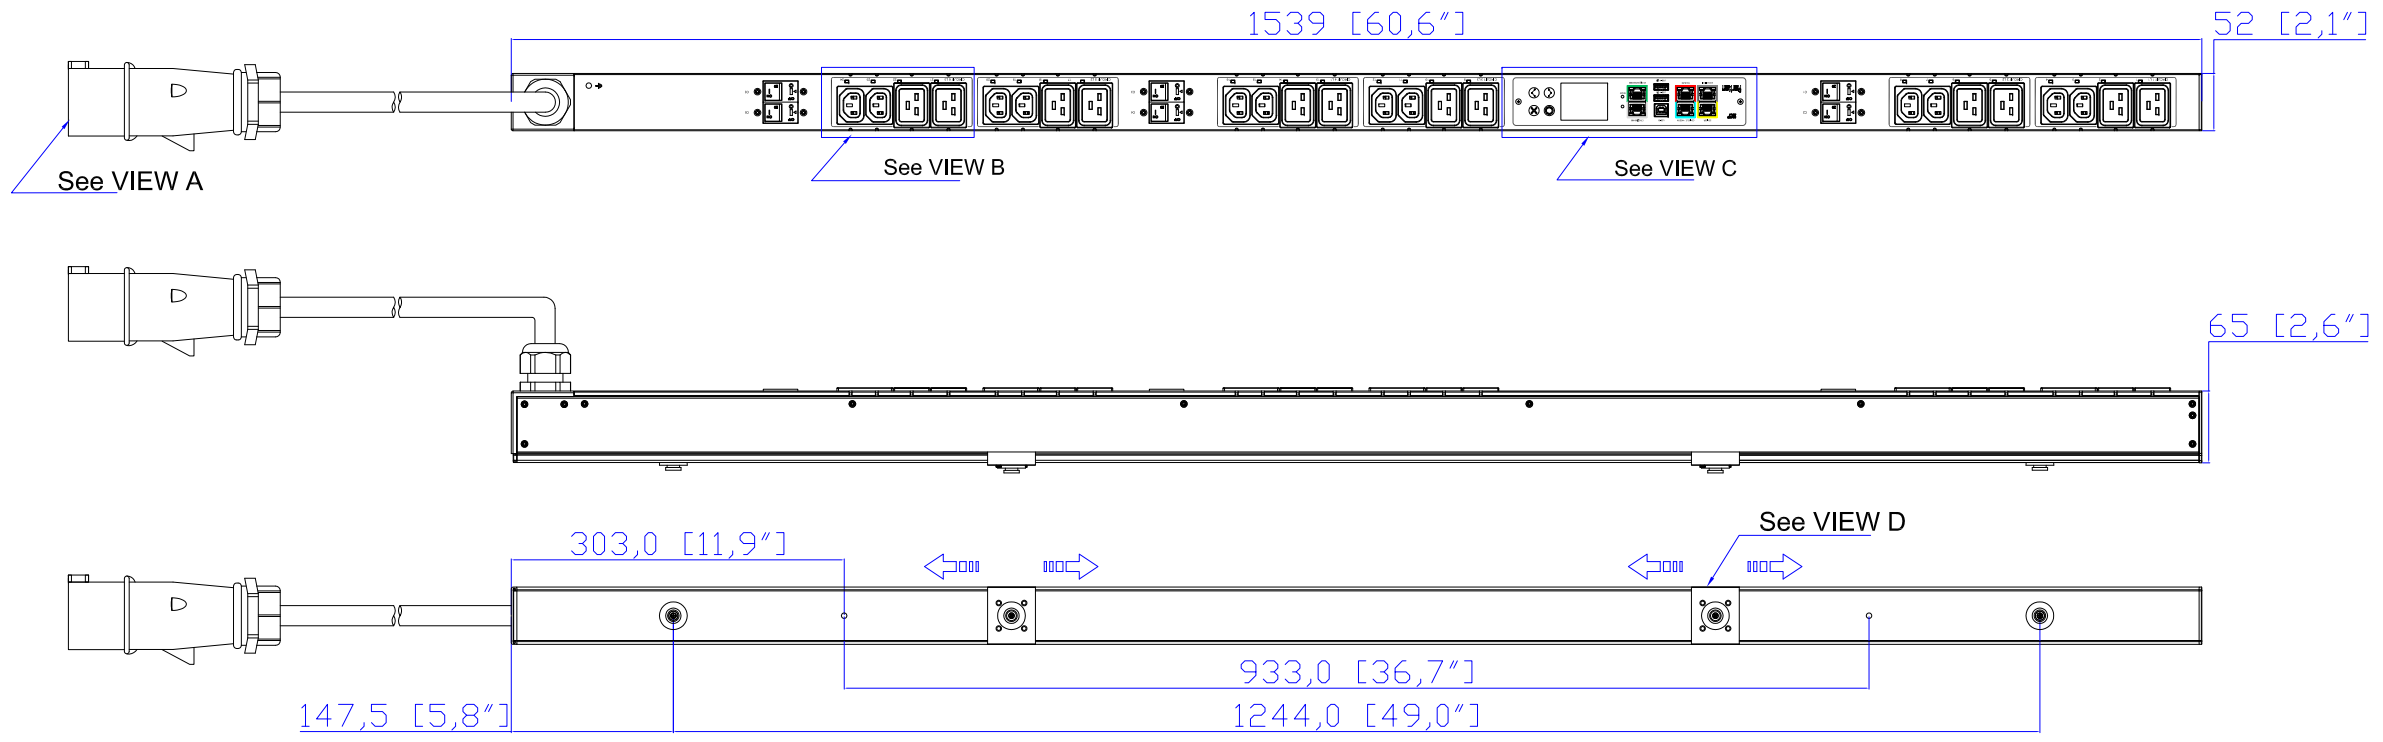 1539 [60,6"]
52 [2,1"]
See VIEW A
See VIEW B
See VIEW C
65 [2,6"]
See VIEW D
303,0 [11,9"]
933,0 [36,7"]
147,5 [5,8"]
1244,0 [49,0"]